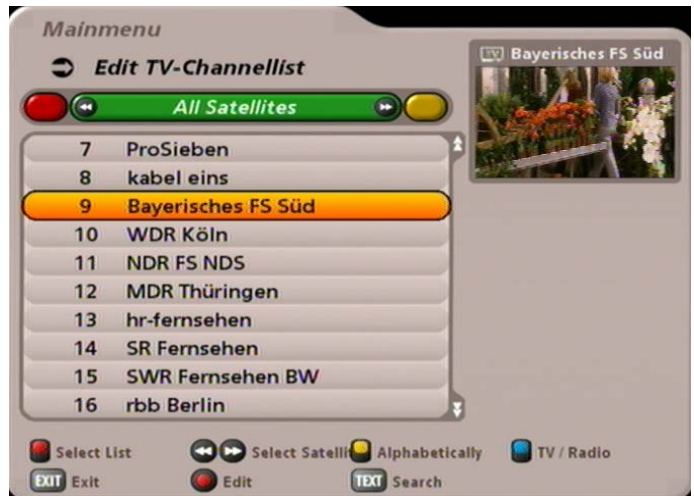 Mainmenu
Edit TV-Channellist
TV Bayerisches FS Süd
All Satellites
7 ProSieben
8 kabel eins
9 Bayerisches FS Süd
10 WDR Köln
11 NDR FS NDS
12 MDR Thüringen
13 hr-fernsehen
14 SR Fernsehen
15 SWR Fernsehen BW
16 rbb Berlin
Select List Select Satelli Alphabetically TV / Radio
EXIT Exit Edit TEXT Search